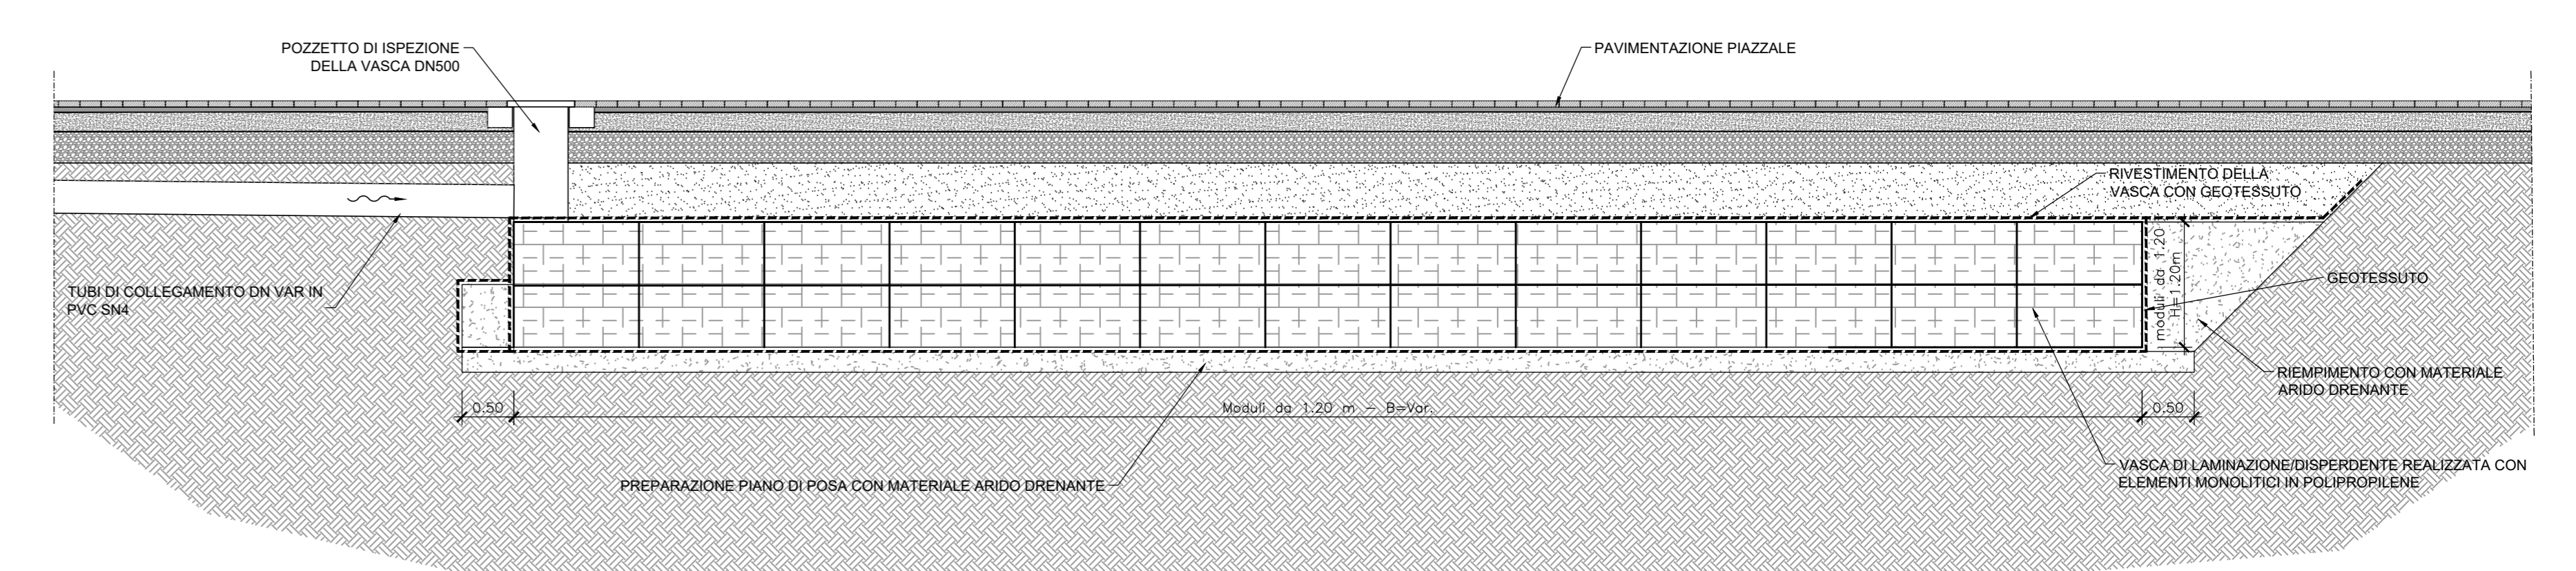 POZZETTO DI ISPEZIONE
DELLA VASCA DN500
PAVIMENTAZIONE PIAZZALE
RIVESTIMENTO DELLA
VASCA CON GEOTESSUTO
TUBI DI COLLEGAMENTO DN VAR IN
PVC SN4
moduli da 1.20
H=1.20m
GEOTESSUTO
RIEMPIMENTO CON MATERIALE
ARIDO DRENANTE
0.50
Moduli da 1.20 m - B=Var.
0.50
PREPARAZIONE PIANO DI POSA CON MATERIALE ARIDO DRENANTE
VASCA DI LAMINAZIONE/DISPERDENTE REALIZZATA CON
ELEMENTI MONOLITICI IN POLIPROPILENE